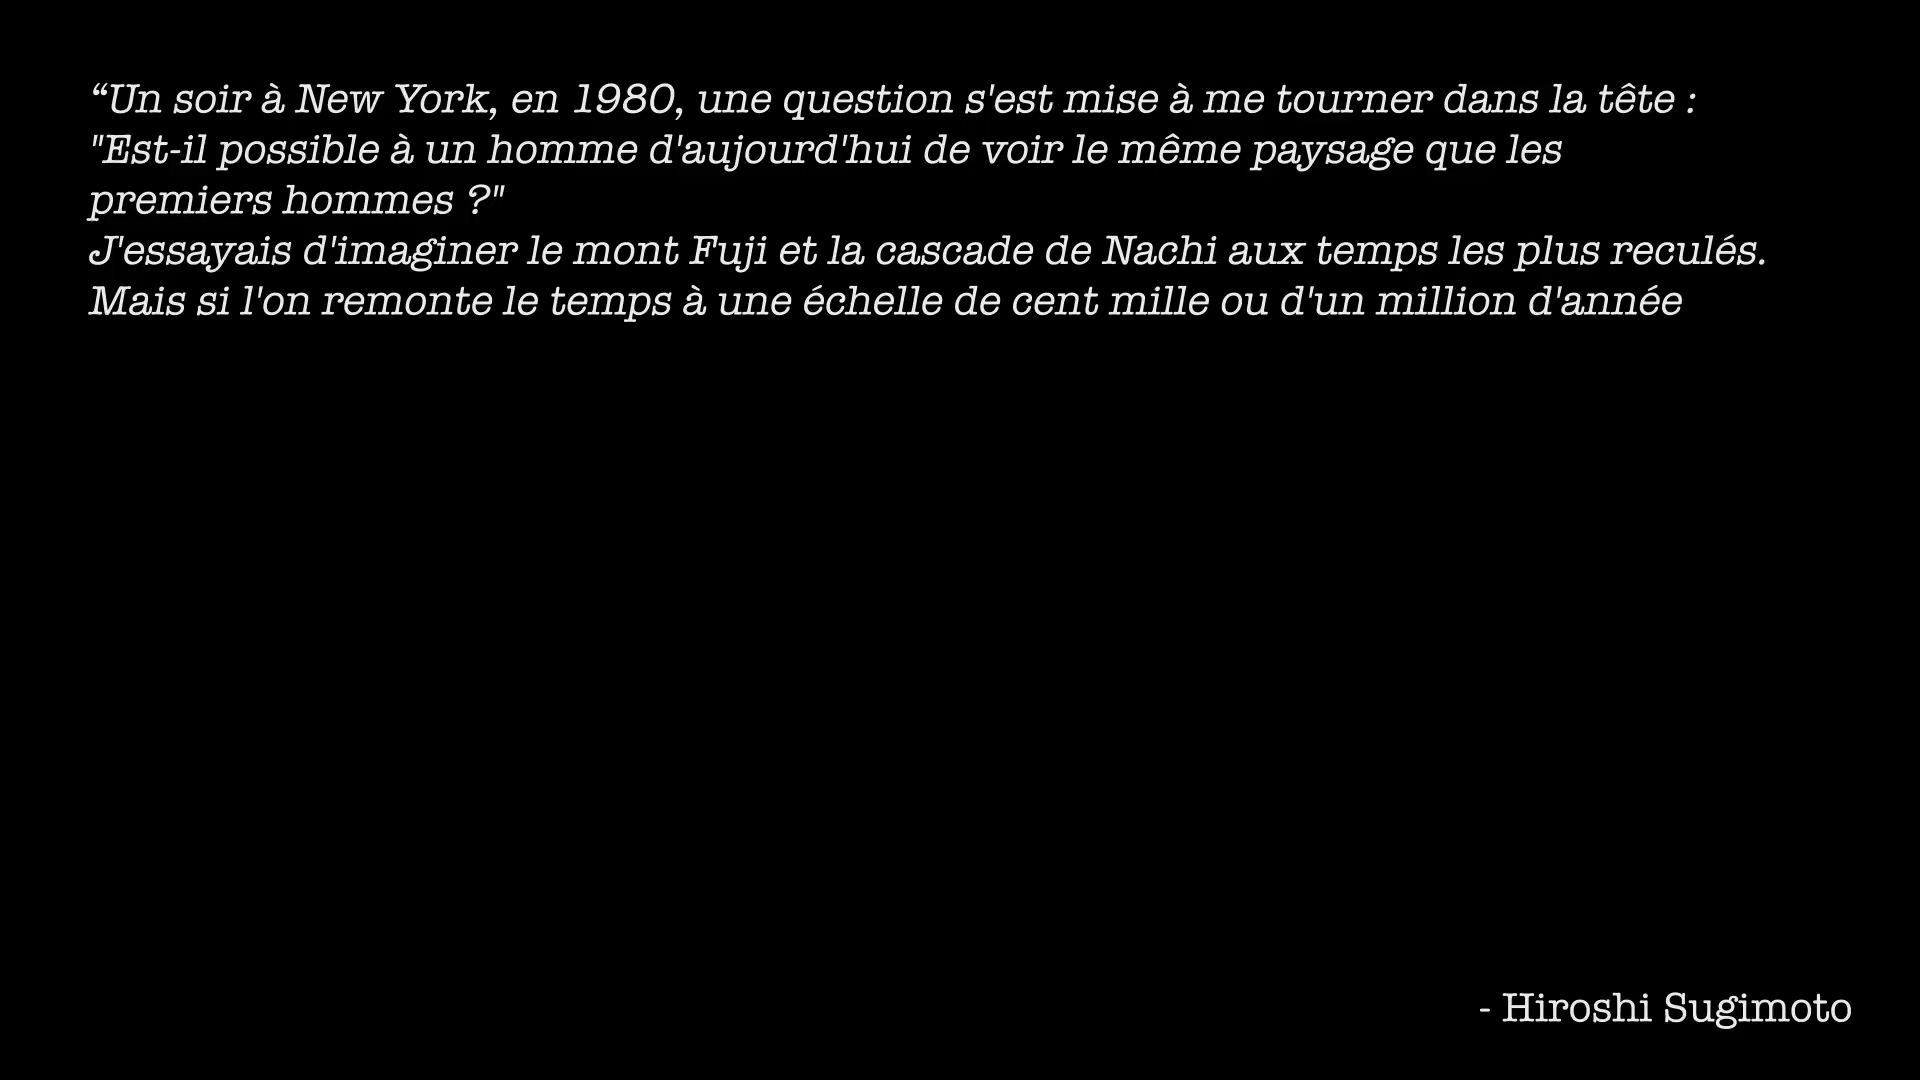 “Un soir à New York, en 1980, une question s'est mise à me tourner dans la tête :
"Est-il possible à un homme d'aujourd'hui de voir le même paysage que les
premiers hommes ?"
J'essayais d'imaginer le mont Fuji et la cascade de Nachi aux temps les plus reculés.
Mais si l'on remonte le temps à une échelle de cent mille ou d'un million d'année
- Hiroshi Sugimoto